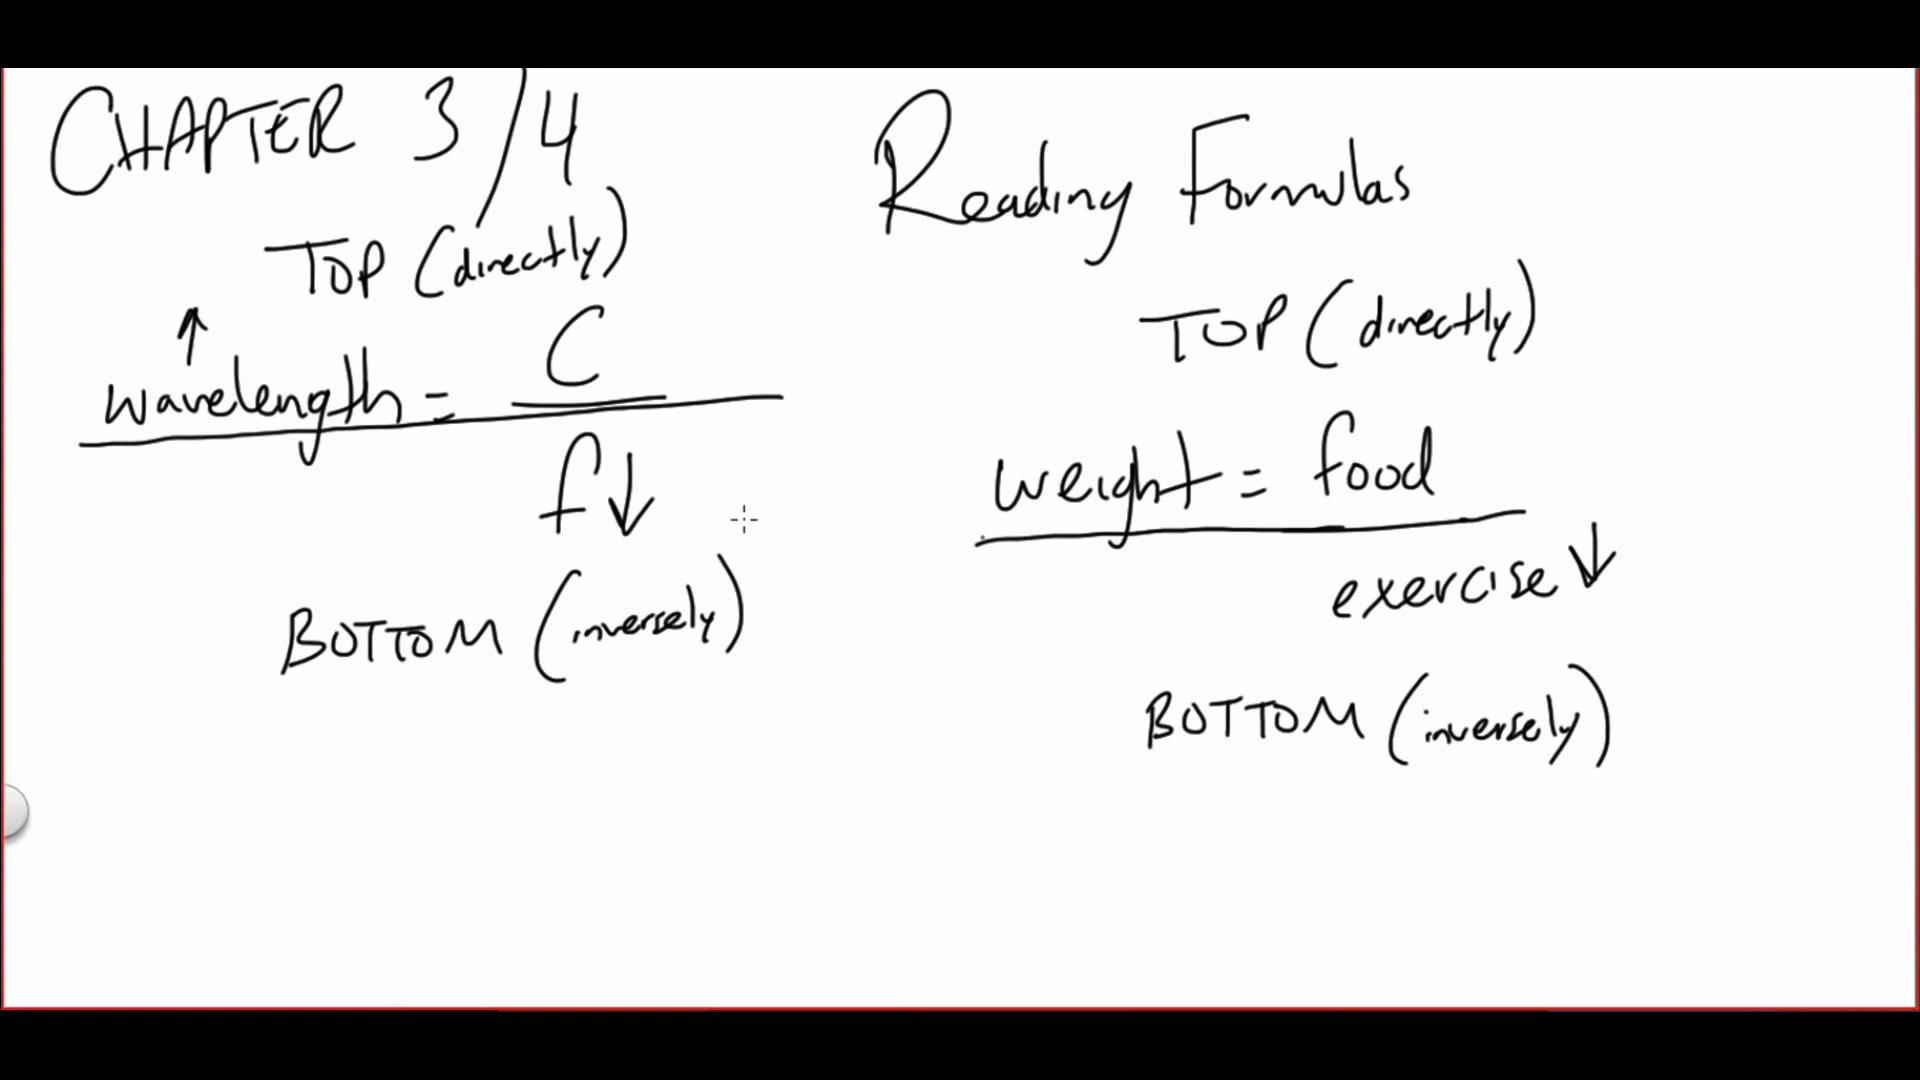 CHAPTER 3/4
TOP (directly)
↑
wavelength = C
f↓
BOTTOM (inversely)
Reading Formulas
TOP (directly)
weight = food
exercise ↓
BOTTOM (inversely)